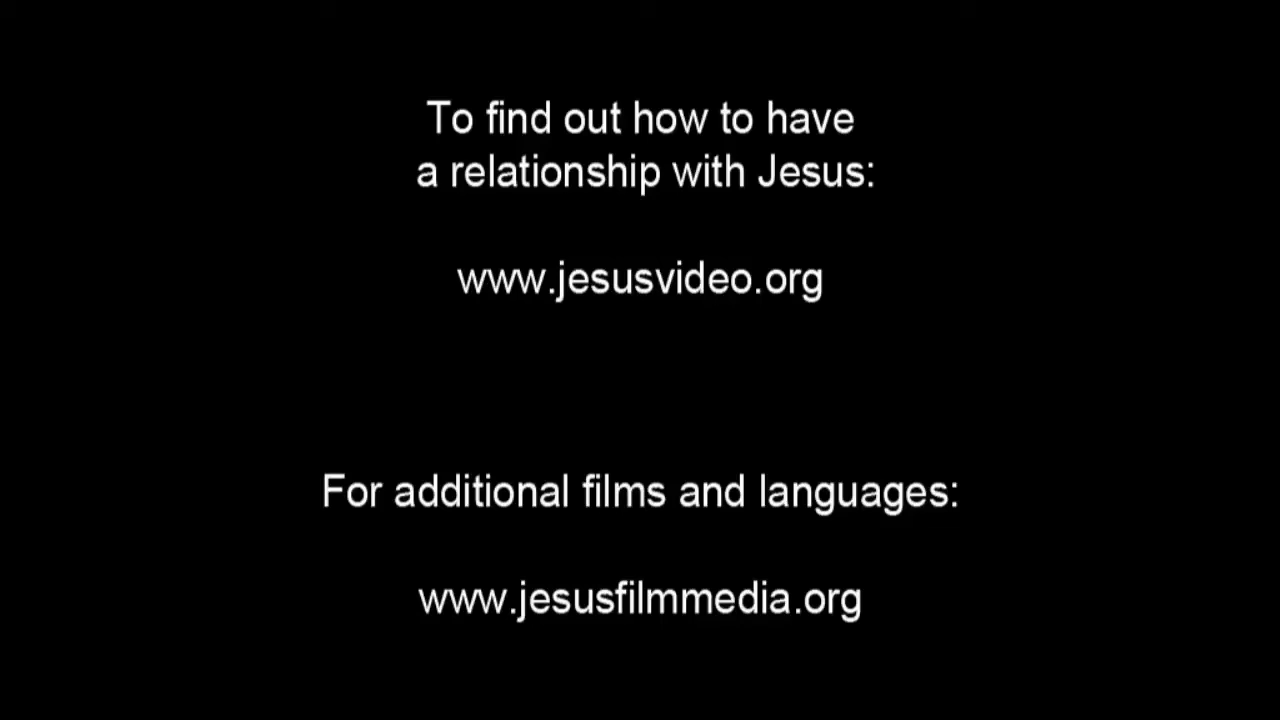 To find out how to have
a relationship with Jesus:
www.jesusvideo.org
For additional films and languages:
www.jesusfilmmedia.org